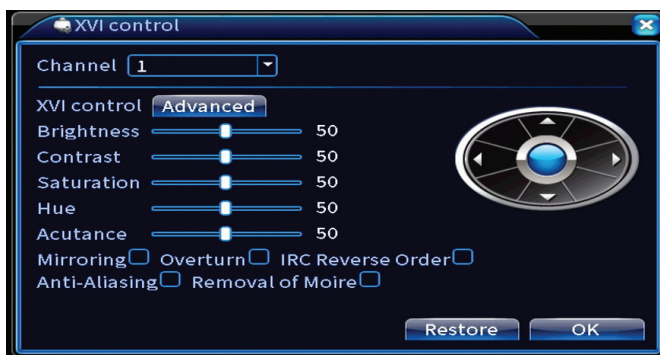 XVI control
Channel 1
XVI control Advanced
Brightness 50
Contrast 50
Saturation 50
Hue 50
Acutance 50
Mirroring Overturn IRC Reverse Order
Anti-Aliasing Removal of Moire
Restore OK